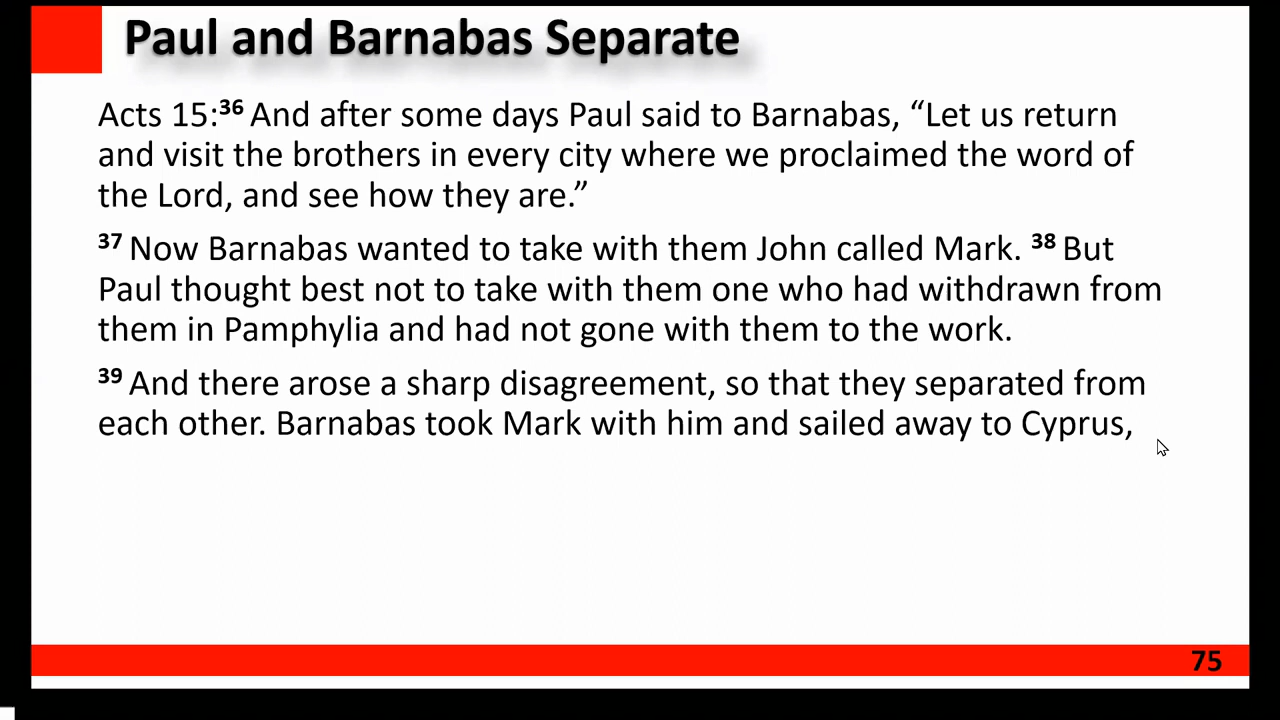 Paul and Barnabas Separate
Acts 15:36 And after some days Paul said to Barnabas, “Let us return
and visit the brothers in every city where we proclaimed the word of
the Lord, and see how they are.”
37 Now Barnabas wanted to take with them John called Mark. 38 But
Paul thought best not to take with them one who had withdrawn from
them in Pamphylia and had not gone with them to the work.
39 And there arose a sharp disagreement, so that they separated from
each other. Barnabas took Mark with him and sailed away to Cyprus,
75